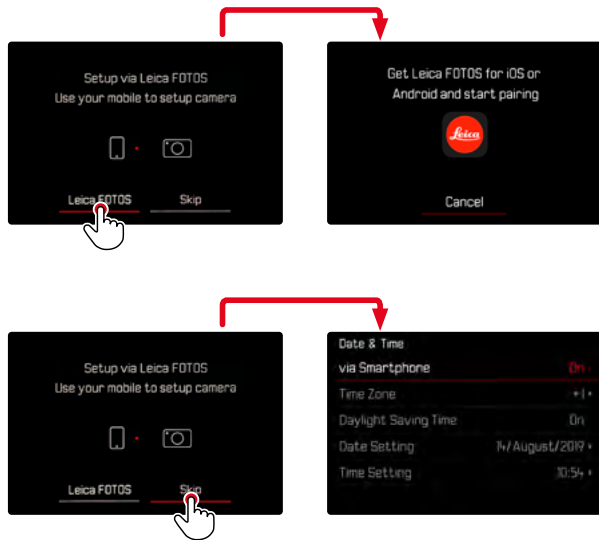 Setup via Leica FOTOS
Use your mobile to setup camera
Leica FOTOS Skip
Get Leica FOTOS for iOS or
Android and start pairing
Leica
Cancel
Setup via Leica FOTOS
Use your mobile to setup camera
Leica FOTOS Skip
Date & Time
via Smartphone On
Time Zone +1
Daylight Saving Time On
Date Setting 14/August/2019
Time Setting 10:54